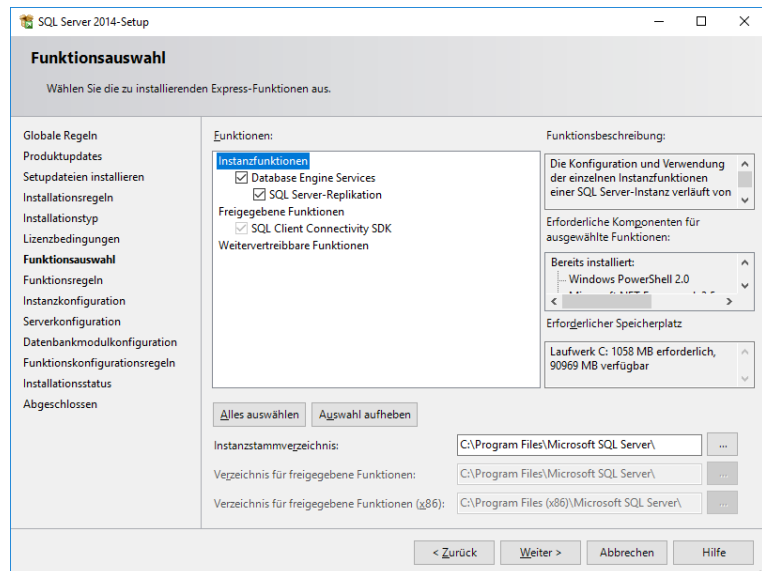 SQL Server 2014-Setup
Funktionsauswahl
Wählen Sie die zu installierenden Express-Funktionen aus.
Globale Regeln
Produktupdates
Setupdateien installieren
Installationsregeln
Installationstyp
Lizenzbedingungen
Funktionsauswahl
Funktionsregeln
Instanzkonfiguration
Serverkonfiguration
Datenbankmodulkonfiguration
Funktionskonfigurationsregeln
Installationsstatus
Abgeschlossen
Funktionen:
Instanzfunktionen
Database Engine Services
SQL Server-Replikation
Freigegebene Funktionen
SQL Client Connectivity SDK
Weitervertreibbare Funktionen
Funktionsbeschreibung:
Die Konfiguration und Verwendung
der einzelnen Instanzfunktionen
einer SQL Server-Instanz verläuft von
Erforderliche Komponenten für
ausgewählte Funktionen:
Bereits installiert:
Windows PowerShell 2.0
Erforderlicher Speicherplatz
Laufwerk C: 1058 MB erforderlich,
90969 MB verfügbar
Alles auswählen
Auswahl aufheben
Instanzstammverzeichnis:
C:\Program Files\Microsoft SQL Server\
...
Verzeichnis für freigegebene Funktionen:
C:\Program Files\Microsoft SQL Server\
...
Verzeichnis für freigegebene Funktionen (x86):
C:\Program Files (x86)\Microsoft SQL Server\
...
< Zurück
Weiter >
Abbrechen
Hilfe